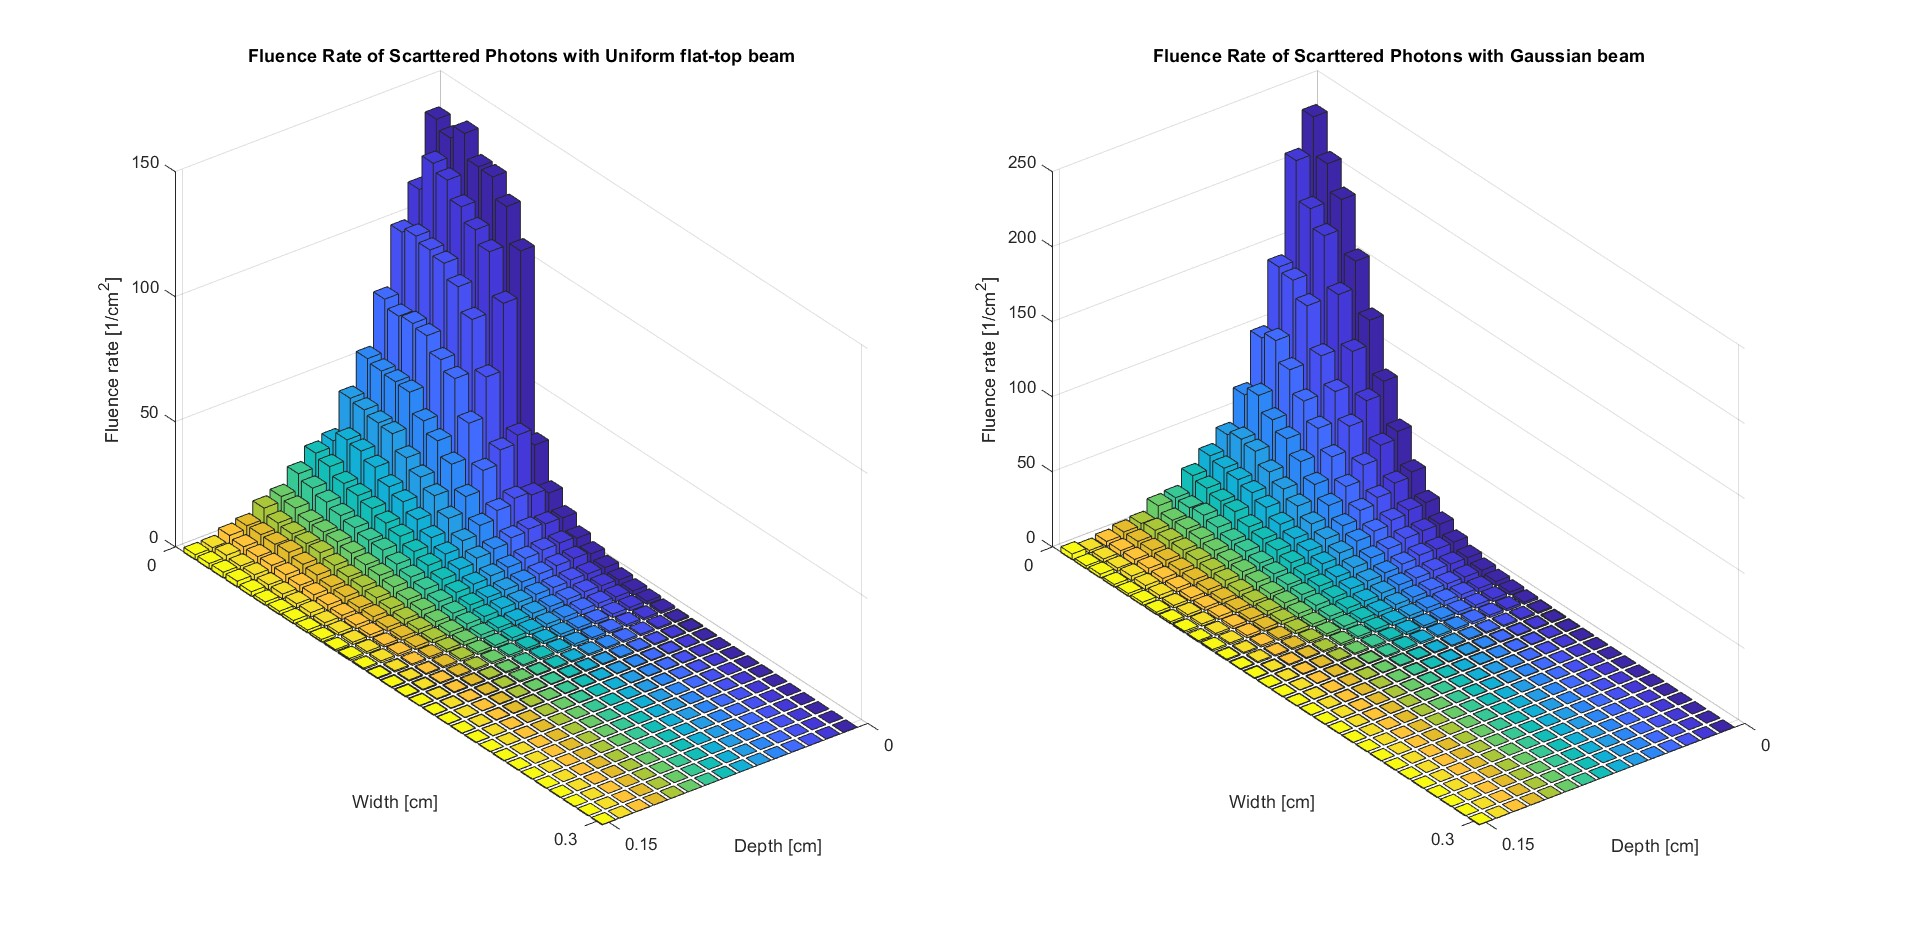 Fluence Rate of Scarttered Photons with Uniform flat-top beam
150
100
50
0
0
Fluence rate [1/cm²]
Width [cm]
0.3
0.15
Depth [cm]
0
Fluence Rate of Scarttered Photons with Gaussian beam
250
200
150
100
50
0
0
Fluence rate [1/cm²]
Width [cm]
0.3
0.15
Depth [cm]
0